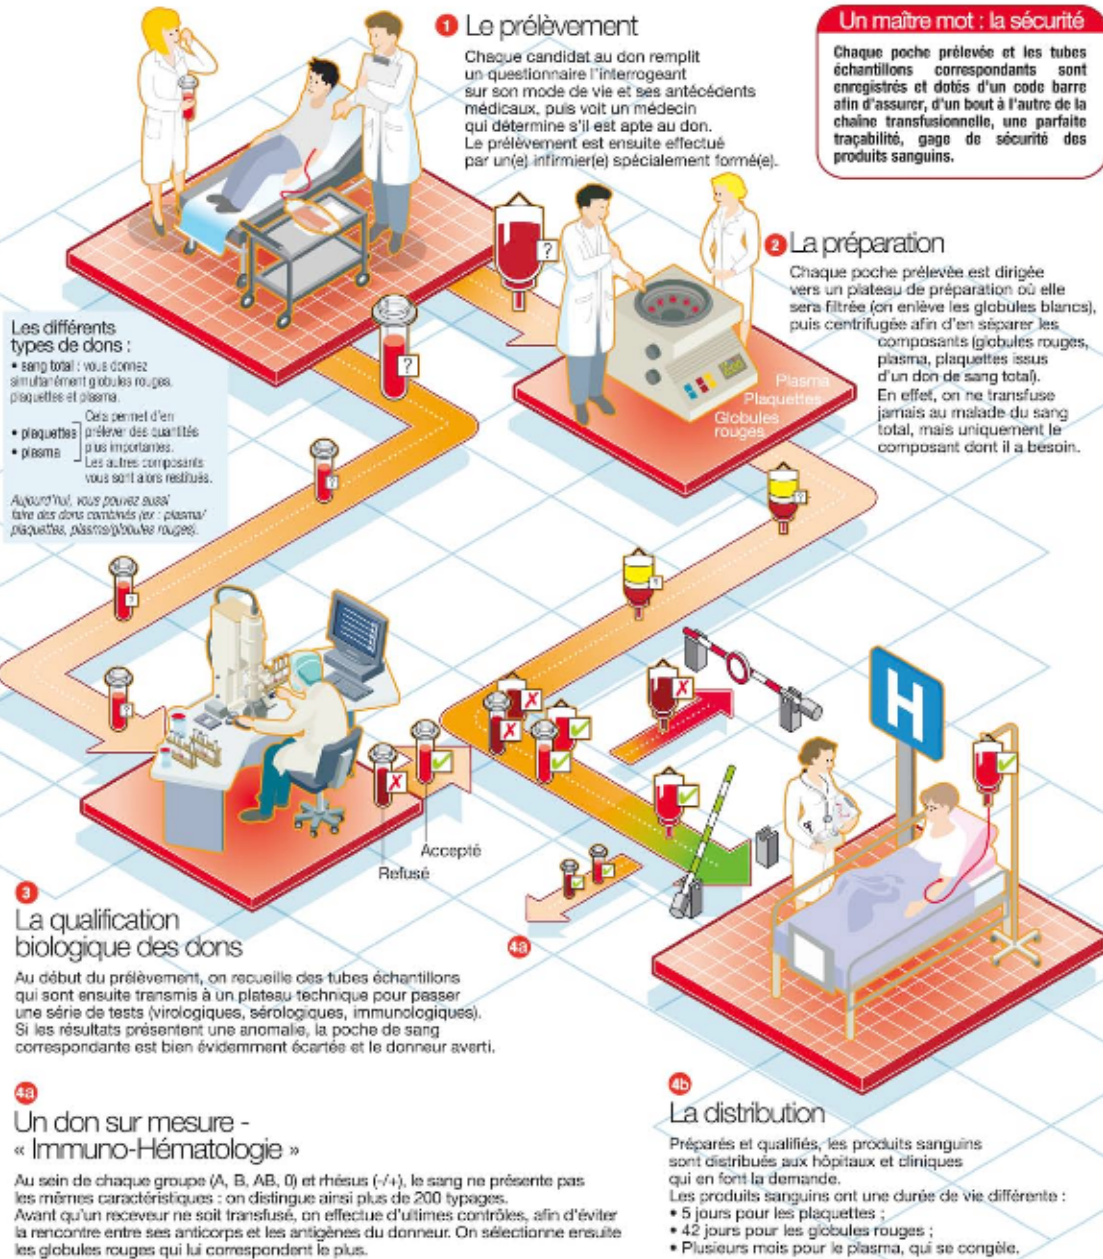 1 Le prélèvement
Chaque candidat au don remplit
un questionnaire l'interrogeant
sur son mode de vie et ses antécédents
médicaux, puis voit un médecin
qui détermine s'il est apte au don.
Le prélèvement est ensuite effectué
par un(e) infirmier(e) spécialement formé(e).
Un maître mot : la sécurité
Chaque poche prélevée et les tubes
échantillons correspondants sont
enregistrés et dotés d'un code barre
afin d'assurer, d'un bout à l'autre de la
chaîne transfusionnelle, une parfaite
traçabilité, gage de sécurité des
produits sanguins.
2 La préparation
Chaque poche prélevée est dirigée
vers un plateau de préparation où elle
sera filtrée (on enlève les globules blancs),
puis centrifugée afin d'en séparer les
composants (globules rouges,
plasma, plaquettes issus
d'un don de sang total).
En effet, on ne transfuse
jamais au malade du sang
total, mais uniquement le
composant dont il a besoin.
Plasma
Plaquettes
Globules
rouges
Les différents
types de dons :
• sang total : vous donnez
simultanément globules rouges,
plaquettes et plasma.
• plaquettes
• plasma
Cela permet d'en
prélever des quantités
plus importantes.
Les autres composants
vous sont alors restitués.
Aujourd'hui, vous pouvez aussi
faire des dons combinés (ex : plasma/
plaquettes, plasma/globules rouges).
?
?
?
?
?
?
?
H
Accepté
Refusé
4a
3
La qualification
biologique des dons
Au début du prélèvement, on recueille des tubes échantillons
qui sont ensuite transmis à un plateau technique pour passer
une série de tests (virologiques, sérologiques, immunologiques).
Si les résultats présentent une anomalie, la poche de sang
correspondante est bien évidemment écartée et le donneur averti.
4a
Un don sur mesure -
« Immuno-Hématologie »
Au sein de chaque groupe (A, B, AB, 0) et rhésus (-/+), le sang ne présente pas
les mêmes caractéristiques : on distingue ainsi plus de 200 typages.
Avant qu'un receveur ne soit transfusé, on effectue d'ultimes contrôles, afin d'éviter
la rencontre entre ses anticorps et les antigènes du donneur. On sélectionne ensuite
les globules rouges qui lui correspondent le plus.
4b
La distribution
Préparés et qualifiés, les produits sanguins
sont distribués aux hôpitaux et cliniques
qui en font la demande.
Les produits sanguins ont une durée de vie différente :
• 5 jours pour les plaquettes ;
• 42 jours pour les globules rouges ;
• Plusieurs mois pour le plasma, qui se congèle.